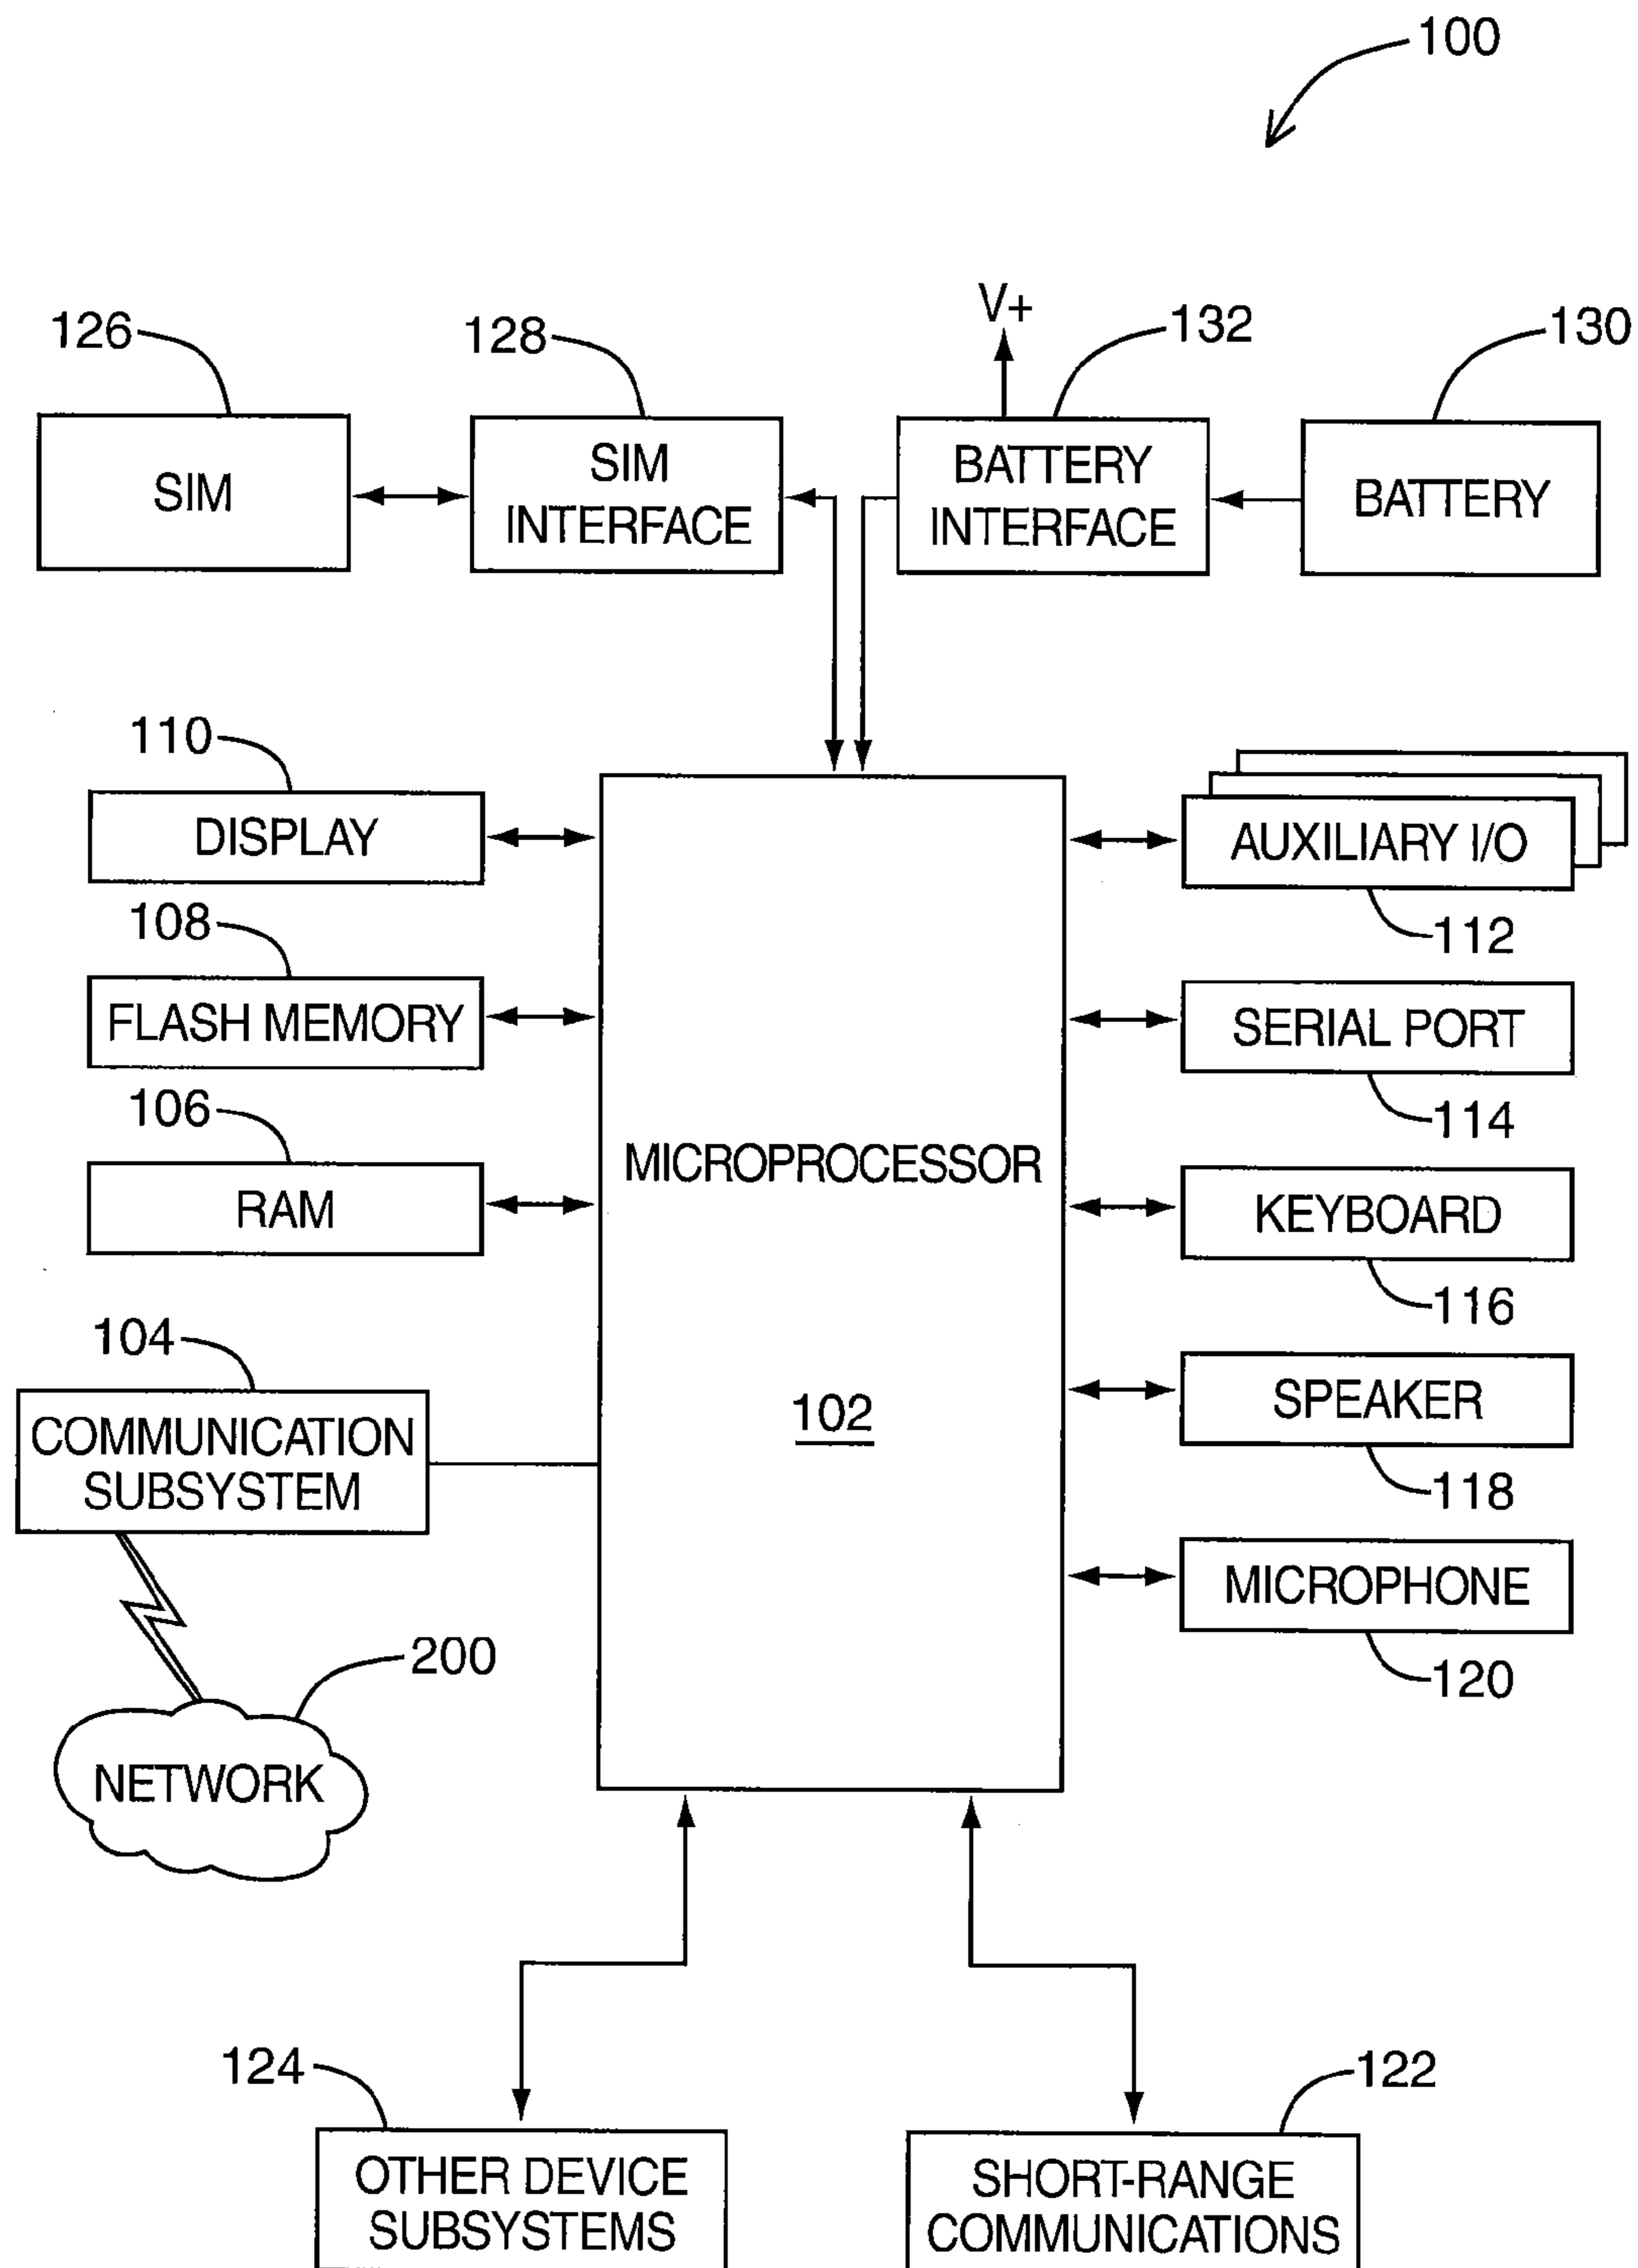 100
V+
126
128
132
130
SIM
SIM
INTERFACE
BATTERY
INTERFACE
BATTERY
110
DISPLAY
AUXILIARY I/O
112
108
FLASH MEMORY
SERIAL PORT
114
106
RAM
MICROPROCESSOR
102
KEYBOARD
116
104
COMMUNICATION
SUBSYSTEM
SPEAKER
118
MICROPHONE
120
200
NETWORK
124
122
OTHER DEVICE
SUBSYSTEMS
SHORT-RANGE
COMMUNICATIONS